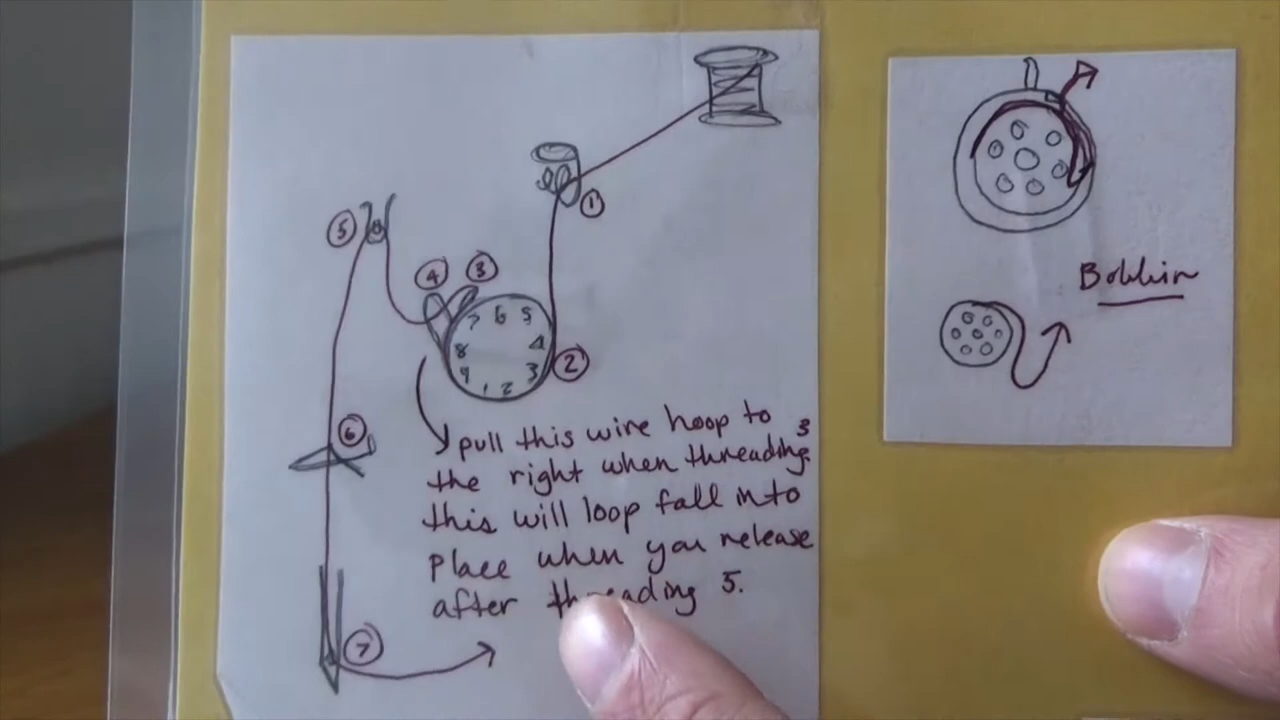 1
5
4
3
7 6 5
8 4
9 3
1 2
2
6
pull this wire hoop to
the right when threading 3.
this will loop fall into
place when you release
after threading 5.
7
Bobbin